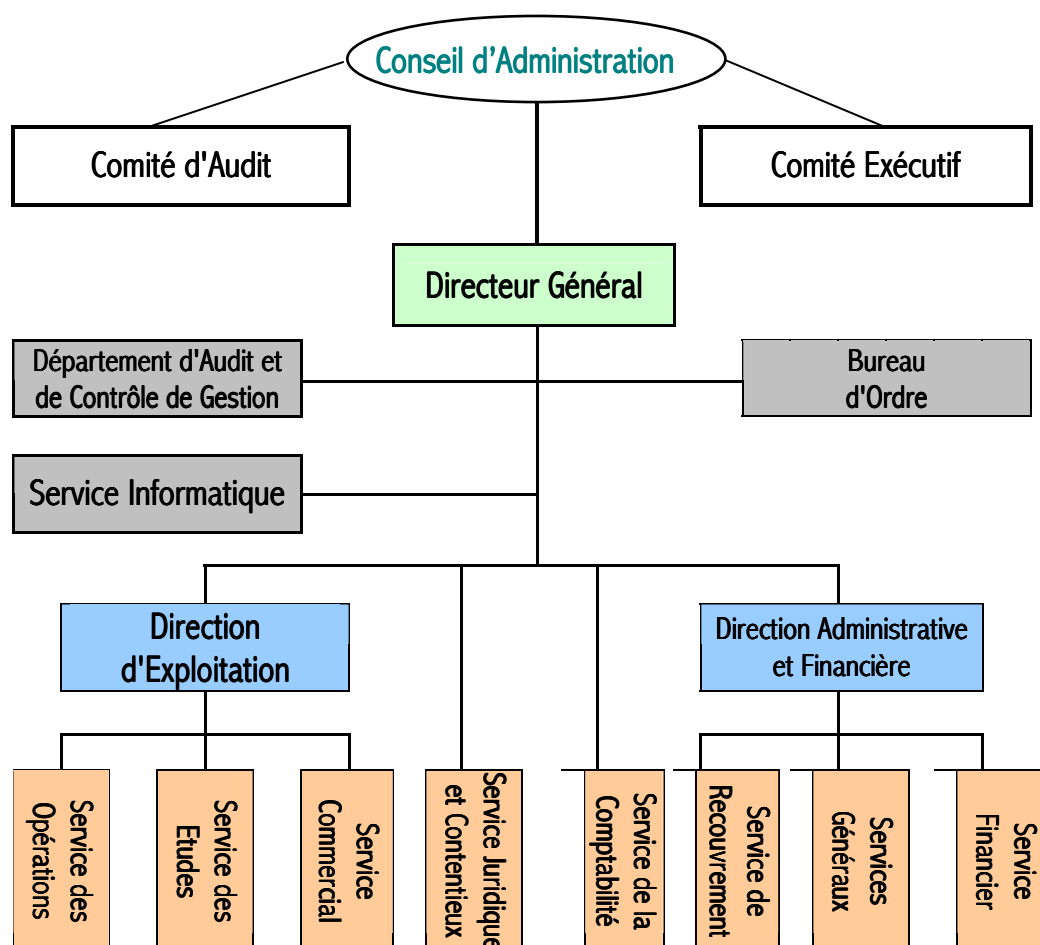 Conseil d'Administration
Comité d'Audit
Comité Exécutif
Directeur Général
Département d'Audit et
de Contrôle de Gestion
Bureau
d'Ordre
Service Informatique
Direction
d'Exploitation
Direction Administrative
et Financière
Service des
Opérations
Service des
Etudes
Service
Commercial
Service Juridique
et Contentieux
Service de la
Comptabilité
Service de
Recouvrement
Services
Généraux
Service
Financier